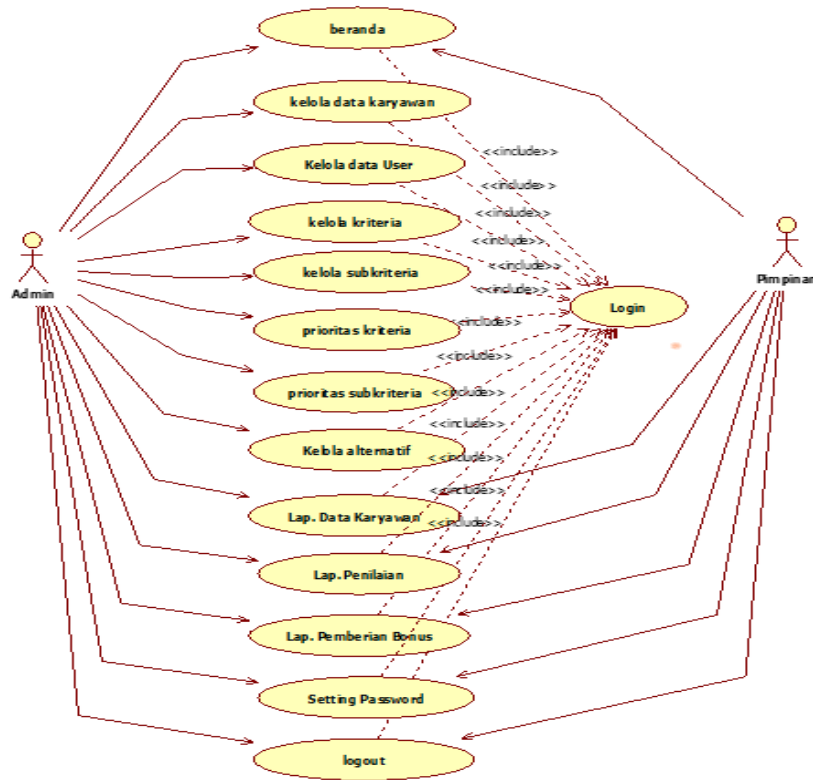 beranda
kelola data karyawan
<<include>>
Kelola data User
<<include>>
<<include>>
kelola kriteria
<<include>>
kelola subkriteria
<<include>>
<<include>>
Admin
Pimpinan
Login
prioritas kriteria
<<include>>
<<include>>
prioritas subkriteria
<<include>>
<<include>>
Kelola alternatif
<<include>>
<<include>>
Lap. Data Karyawan
<<include>>
Lap. Penilaian
Lap. Pemberian Bonus
Setting Password
logout